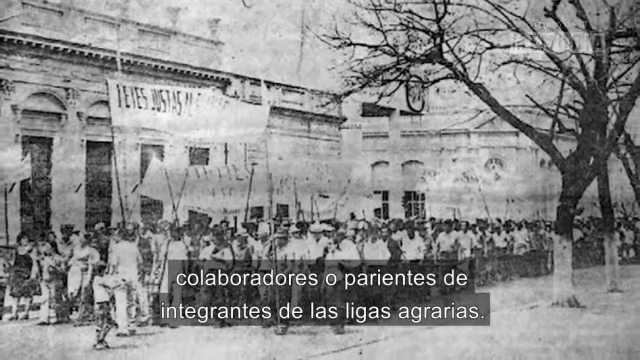 LEYES JUSTAS
colaboradores o parientes de
integrantes de las ligas agrarias.